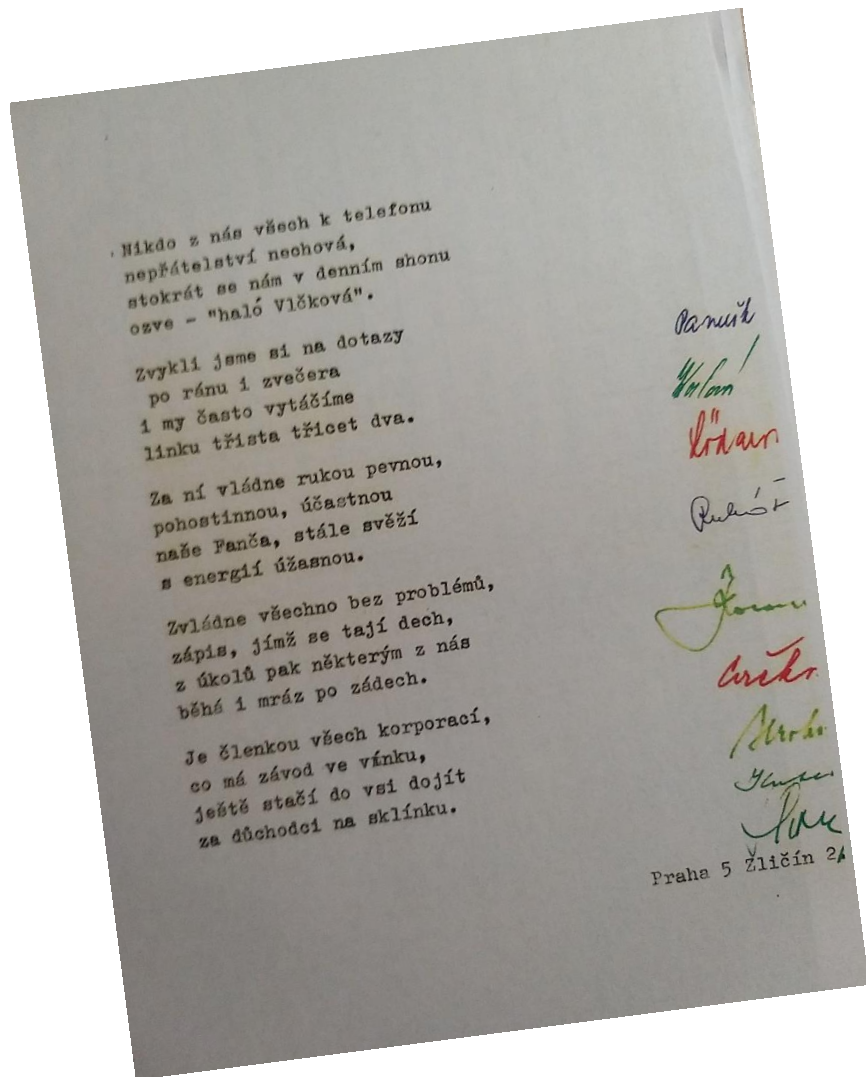 Nikdo z nás všech k telefonu
nepřátelství nechová,
stokrát se nám v denním shonu
ozve - "haló Vlčková".
Zvykli jsme si na dotazy
po ránu i zvečera
i my často vytáčíme
linku třista třicet dva.
Za ní vládne rukou pevnou,
pohostinnou, účastnou
naše Fanča, stále svěží
s energií úžasnou.
Zvládne všechno bez problémů,
zápis, jímž se tají dech,
z úkolů pak některým z nás
běhá i mráz po zádech.
Je členkou všech korporací,
co má závod ve vínku,
ještě stačí do vsi dojít
za důchodci na sklínku.
Praha 5 Zličín